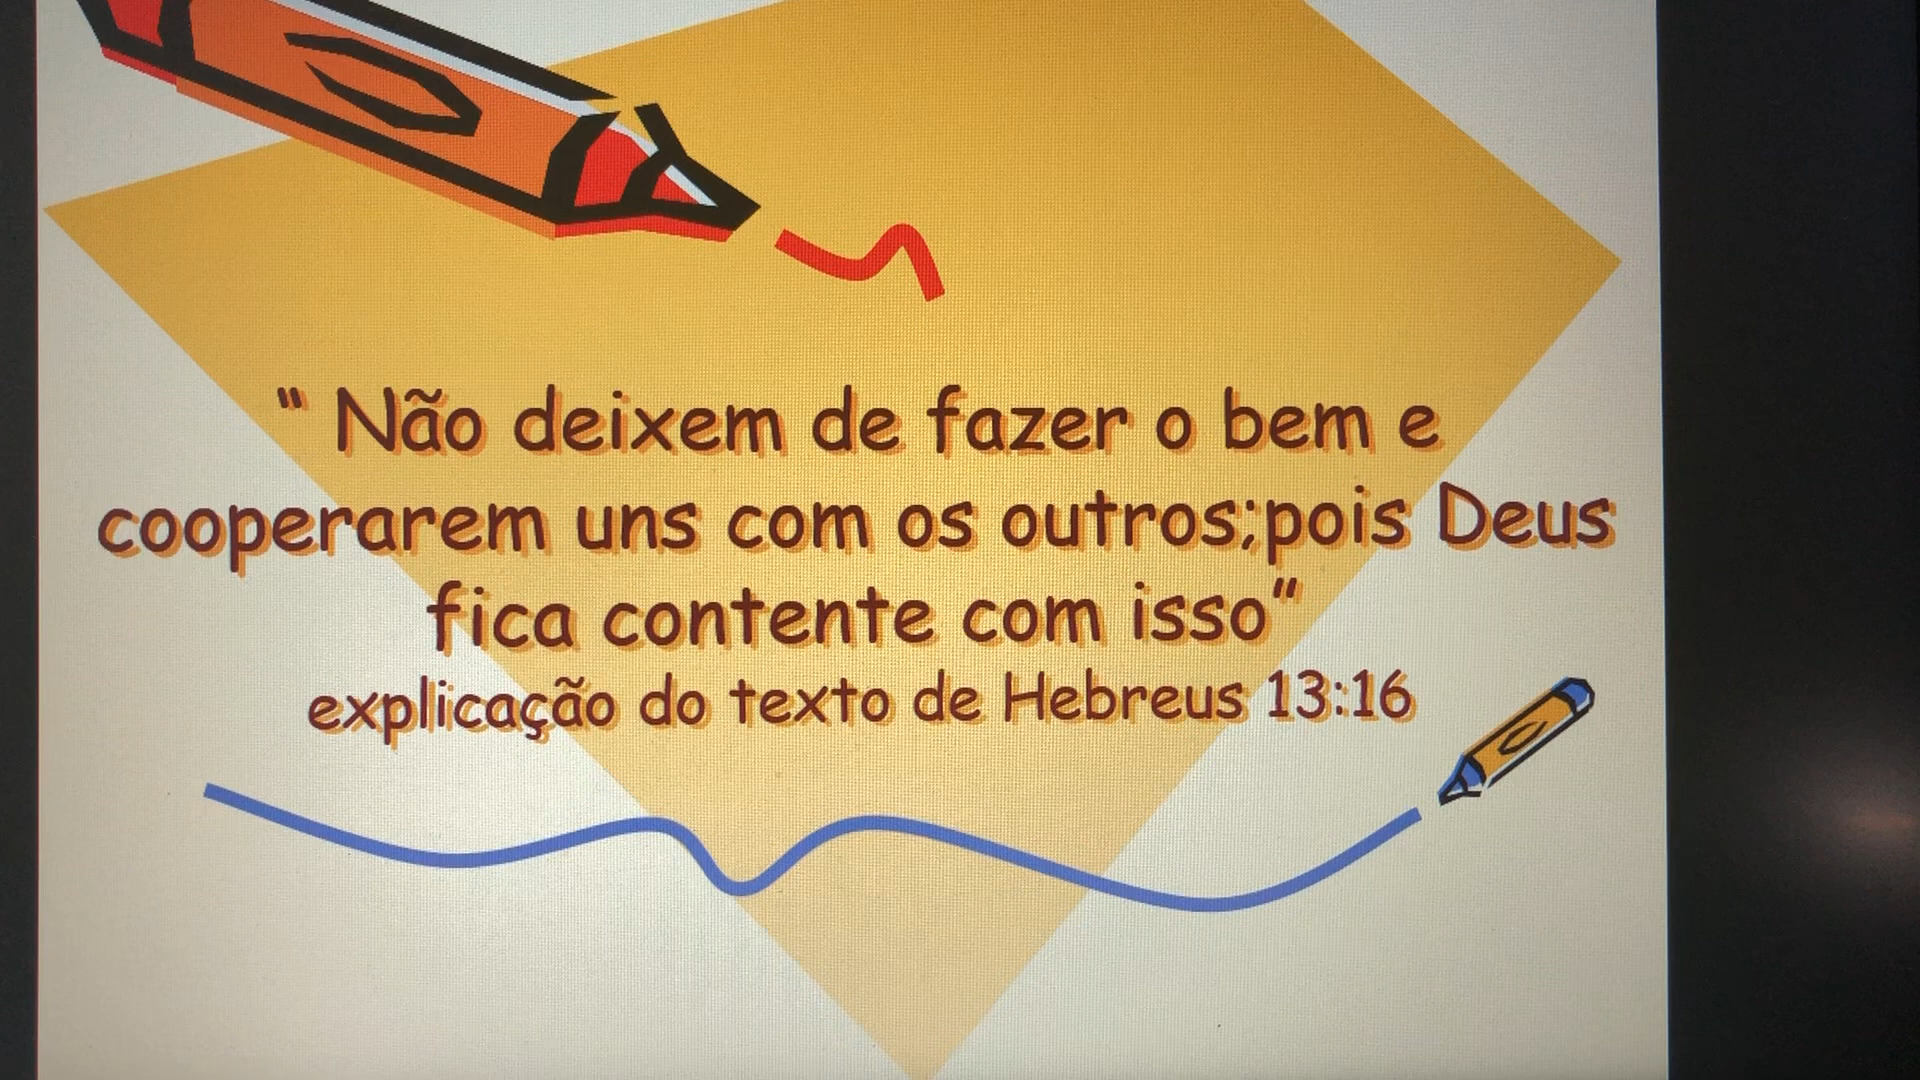 " Não deixem de fazer o bem e
cooperarem uns com os outros;pois Deus
fica contente com isso"
explicação do texto de Hebreus 13:16